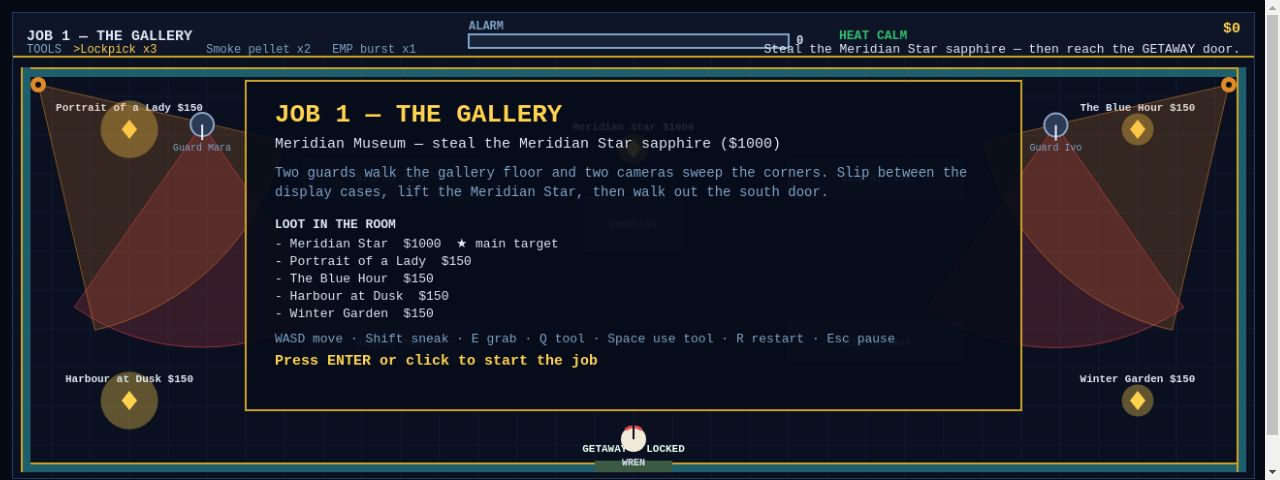 JOB 1 — THE GALLERY
ALARM
0
HEAT CALM
$0
TOOLS >Lockpick x3 Smoke pellet x2 EMP burst x1
Steal the Meridian Star sapphire — then reach the GETAWAY door.
Portrait of a Lady $150
Guard Mara
The Blue Hour $150
Guard Ivo
Meridian Star $1000
pedestal
JOB 1 — THE GALLERY
Meridian Museum — steal the Meridian Star sapphire ($1000)
Two guards walk the gallery floor and two cameras sweep the corners. Slip between the
display cases, lift the Meridian Star, then walk out the south door.
LOOT IN THE ROOM
- Meridian Star $1000 ★ main target
- Portrait of a Lady $150
- The Blue Hour $150
- Harbour at Dusk $150
- Winter Garden $150
WASD move · Shift sneak · E grab · Q tool · Space use tool · R restart · Esc pause
Press ENTER or click to start the job
Harbour at Dusk $150
Winter Garden $150
GETAWAY LOCKED
WREN